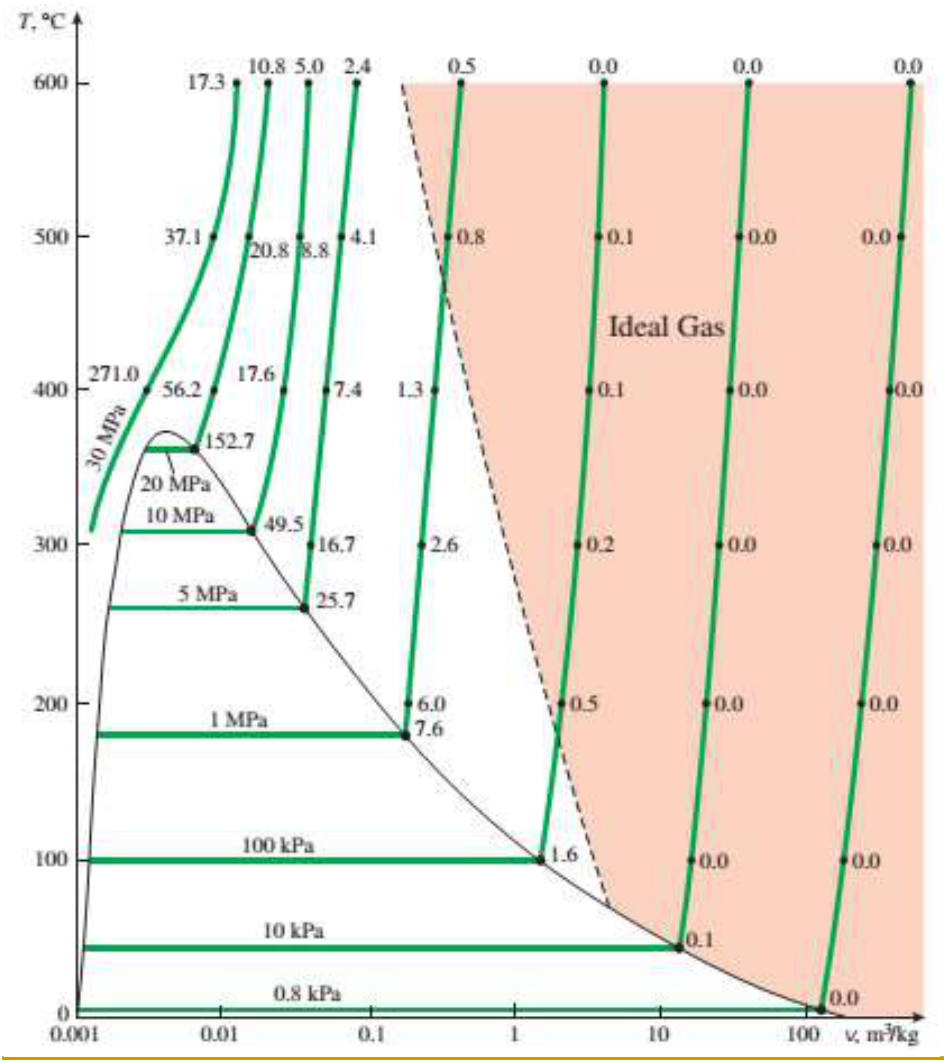 T, °C
10.8 5.0 2.4 0.5 0.0 0.0 0.0
600 17.3
500 37.1 20.8 8.8 4.1 0.8 0.1 0.0 0.0
Ideal Gas
271.0
400 56.2 17.6 7.4 1.3 0.1 0.0 0.0
30 MPa
152.7
20 MPa
10 MPa 49.5
300 16.7 2.6 0.2 0.0 0.0
5 MPa 25.7
200 6.0 0.5 0.0 0.0
1 MPa 7.6
100 kPa 1.6
100 0.0 0.0
10 kPa 0.1
0.8 kPa 0.0
0
0.001 0.01 0.1 1 10 100 v, m³/kg